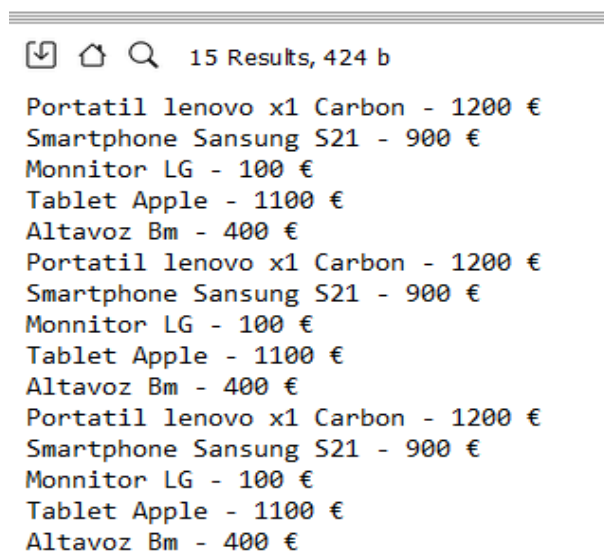 15 Results, 424 b
Portatil lenovo x1 Carbon - 1200 €
Smartphone Sansung S21 - 900 €
Monnitor LG - 100 €
Tablet Apple - 1100 €
Altavoz Bm - 400 €
Portatil lenovo x1 Carbon - 1200 €
Smartphone Sansung S21 - 900 €
Monnitor LG - 100 €
Tablet Apple - 1100 €
Altavoz Bm - 400 €
Portatil lenovo x1 Carbon - 1200 €
Smartphone Sansung S21 - 900 €
Monnitor LG - 100 €
Tablet Apple - 1100 €
Altavoz Bm - 400 €